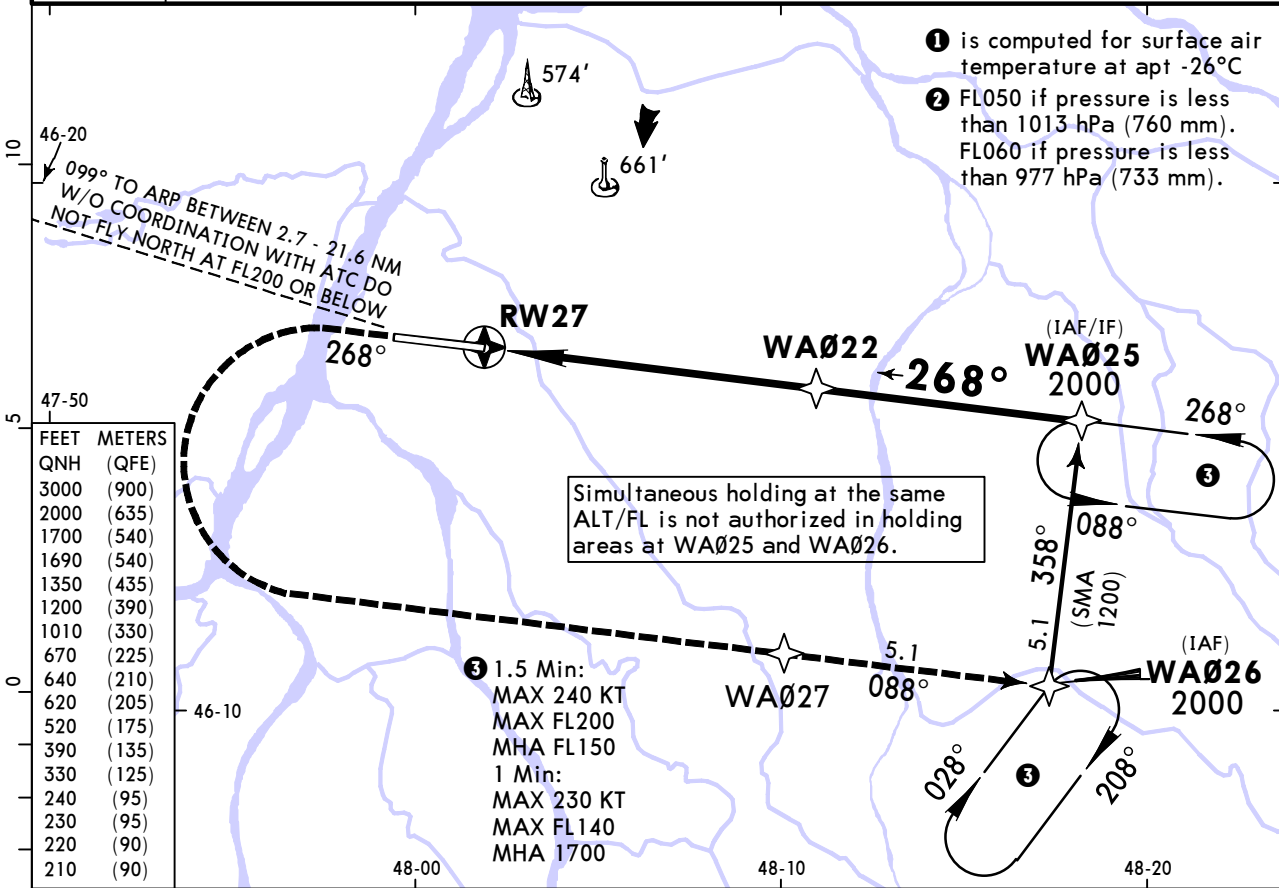 ❶ is computed for surface air
temperature at apt -26°C
❷ FL050 if pressure is less
than 1013 hPa (760 mm).
FL060 if pressure is less
than 977 hPa (733 mm).
574'
661'
46-20
10
099° TO ARP BETWEEN 2.7 - 21.6 NM
W/O COORDINATION WITH ATC DO
NOT FLY NORTH AT FL200 OR BELOW
RW27
268°
WAØ22
268°
(IAF/IF)
WAØ25
2000
268°
❸
088°
5
47-50
FEET METERS
QNH (QFE)
3000 (900)
2000 (635)
1700 (540)
1690 (540)
1350 (435)
1200 (390)
1010 (330)
670 (225)
640 (210)
620 (205)
520 (175)
390 (135)
330 (125)
240 (95)
230 (95)
220 (90)
210 (90)
Simultaneous holding at the same
ALT/FL is not authorized in holding
areas at WAØ25 and WAØ26.
5.1 358°
(SMA
1200)
0
46-10
WAØ27
5.1
088°
(IAF)
WAØ26
2000
028°
❸
208°
❸ 1.5 Min:
MAX 240 KT
MAX FL200
MHA FL150
1 Min:
MAX 230 KT
MAX FL140
MHA 1700
48-00
48-10
48-20